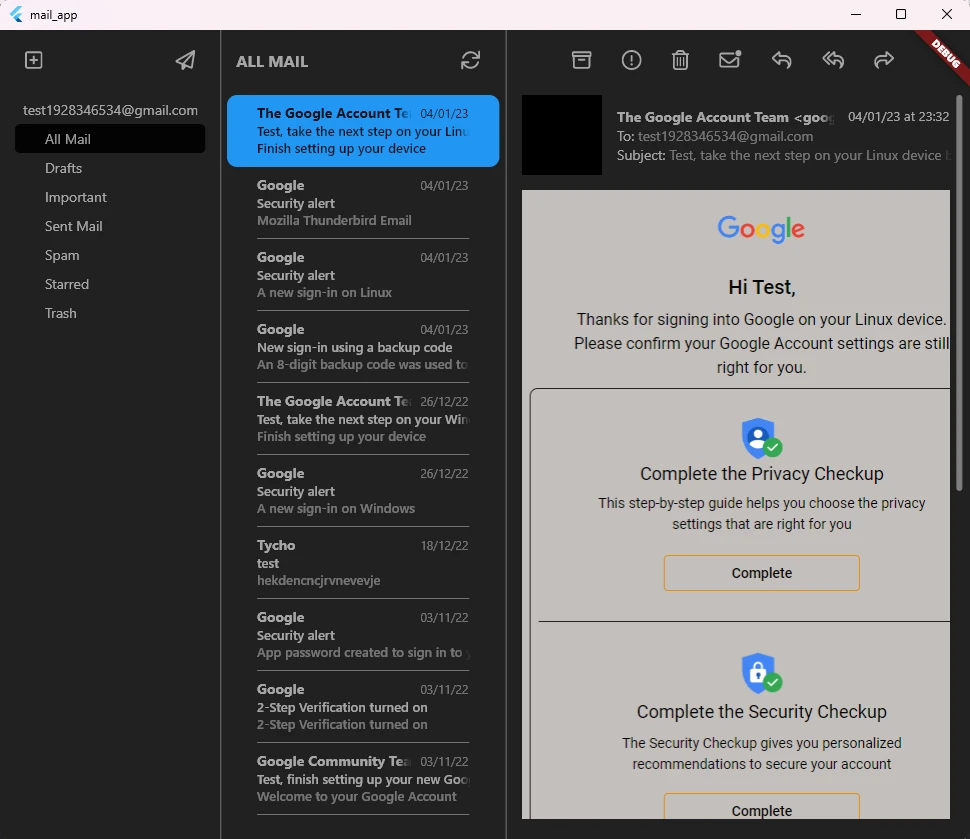 mail_app
DEBUG
test1928346534@gmail.com
All Mail
Drafts
Important
Sent Mail
Spam
Starred
Trash
ALL MAIL
The Google Account Te 04/01/23
Test, take the next step on your Linu
Finish setting up your device
Google 04/01/23
Security alert
Mozilla Thunderbird Email
Google 04/01/23
Security alert
A new sign-in on Linux
Google 04/01/23
New sign-in using a backup code
An 8-digit backup code was used to
The Google Account Te 26/12/22
Test, take the next step on your Win
Finish setting up your device
Google 26/12/22
Security alert
A new sign-in on Windows
Tycho 18/12/22
test
hekdencncjrvnevevje
Google 03/11/22
Security alert
App password created to sign in to y
Google 03/11/22
2-Step Verification turned on
2-Step Verification turned on
Google Community Tea 03/11/22
Test, finish setting up your new Goo
Welcome to your Google Account
The Google Account Team <goog 04/01/23 at 23:32
To: test1928346534@gmail.com
Subject: Test, take the next step on your Linux device
Google
Hi Test,
Thanks for signing into Google on your Linux device.
Please confirm your Google Account settings are still
right for you.
Complete the Privacy Checkup
This step-by-step guide helps you choose the privacy
settings that are right for you
Complete
Complete the Security Checkup
The Security Checkup gives you personalized
recommendations to secure your account
Complete